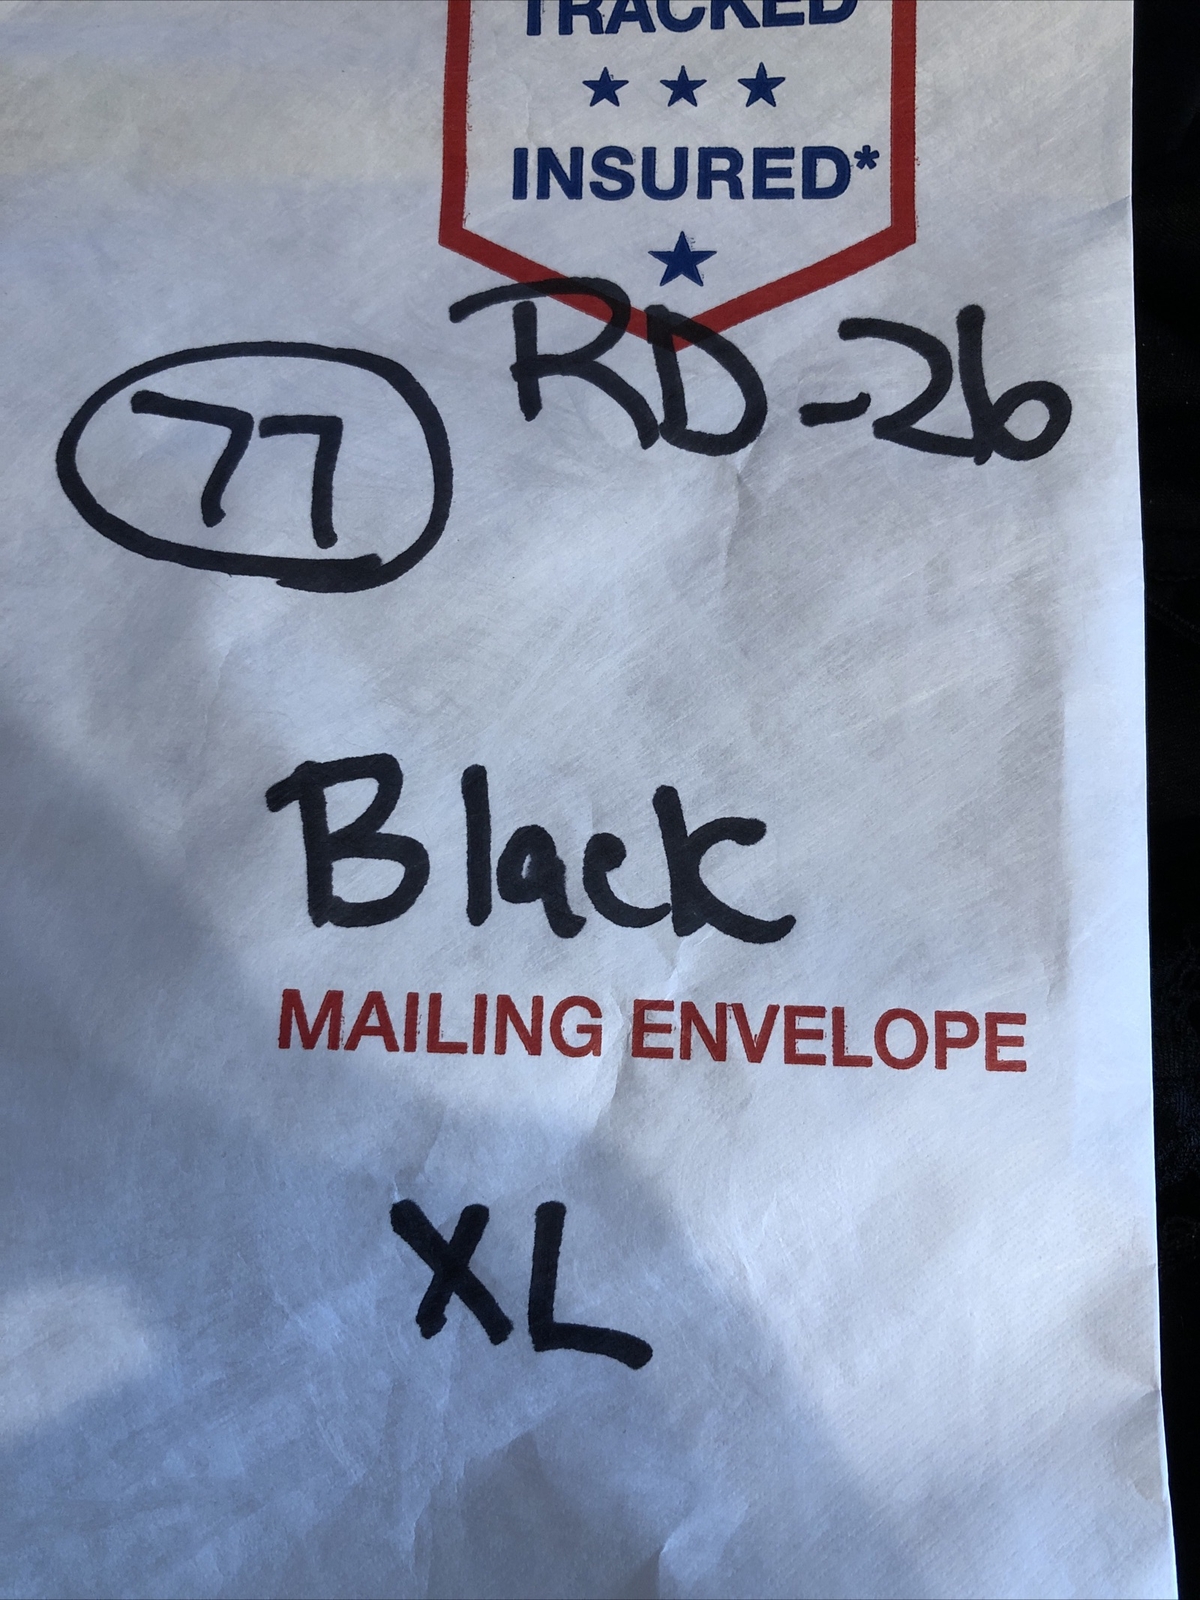 TRACKED
★ ★ ★
INSURED*
★
RD-26
77
Black
MAILING ENVELOPE
XL